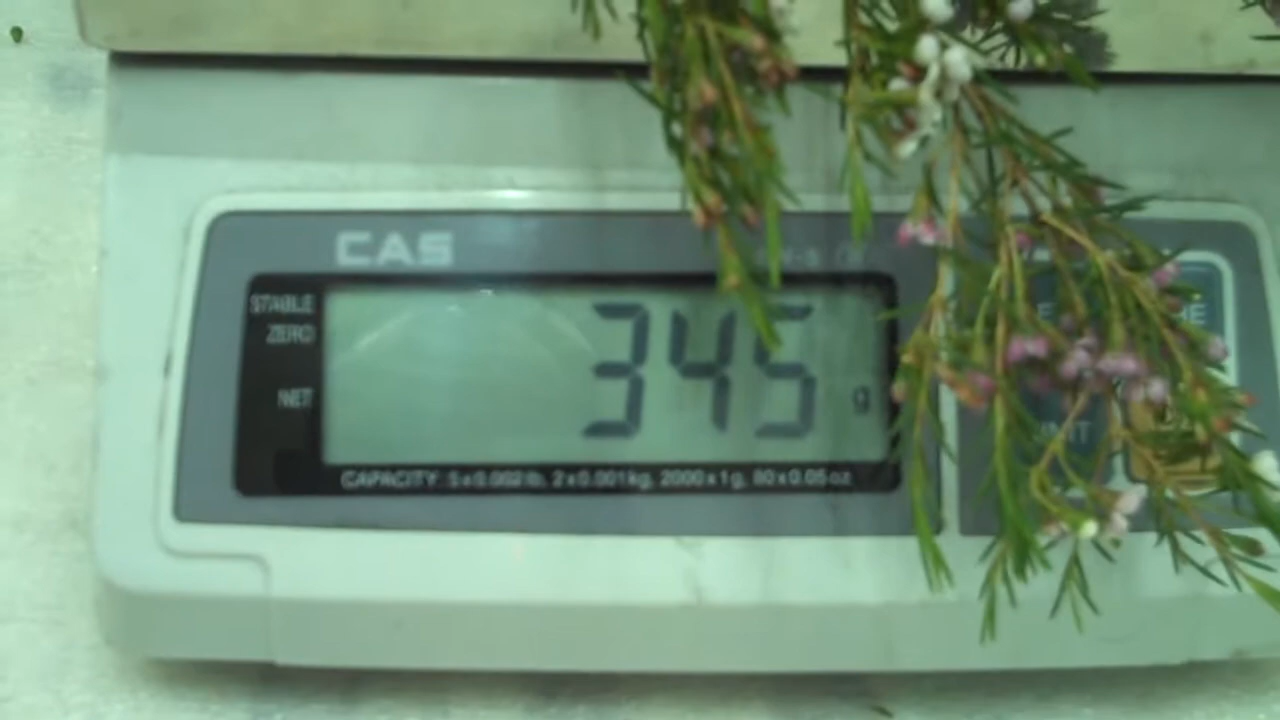 CAS
STABLE
ZERO
NET
345 g
CAPACITY 5x0.002lb, 2x0.001kg, 2000x1g, 80x0.05oz